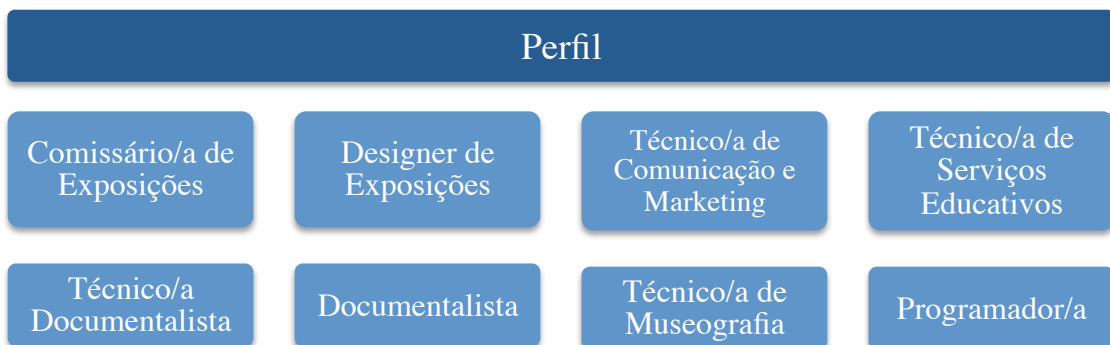 Perfil
Comissário/a de
Exposições
Designer de
Exposições
Técnico/a de
Comunicação e
Marketing
Técnico/a de
Serviços
Educativos
Técnico/a
Documentalista
Documentalista
Técnico/a de
Museografia
Programador/a